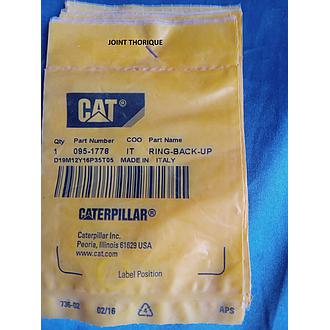 JOINT THORIQUE
CAT®
Qty Part Number COO Part Name
1 095-1778 IT RING-BACK-UP
D19M12Y16P35T05 MADE IN ITALY
CATERPILLAR®
Caterpillar Inc.
Peoria, Illinois 61629 USA
www.cat.com
Label Position
736-02 02/16 4 APS